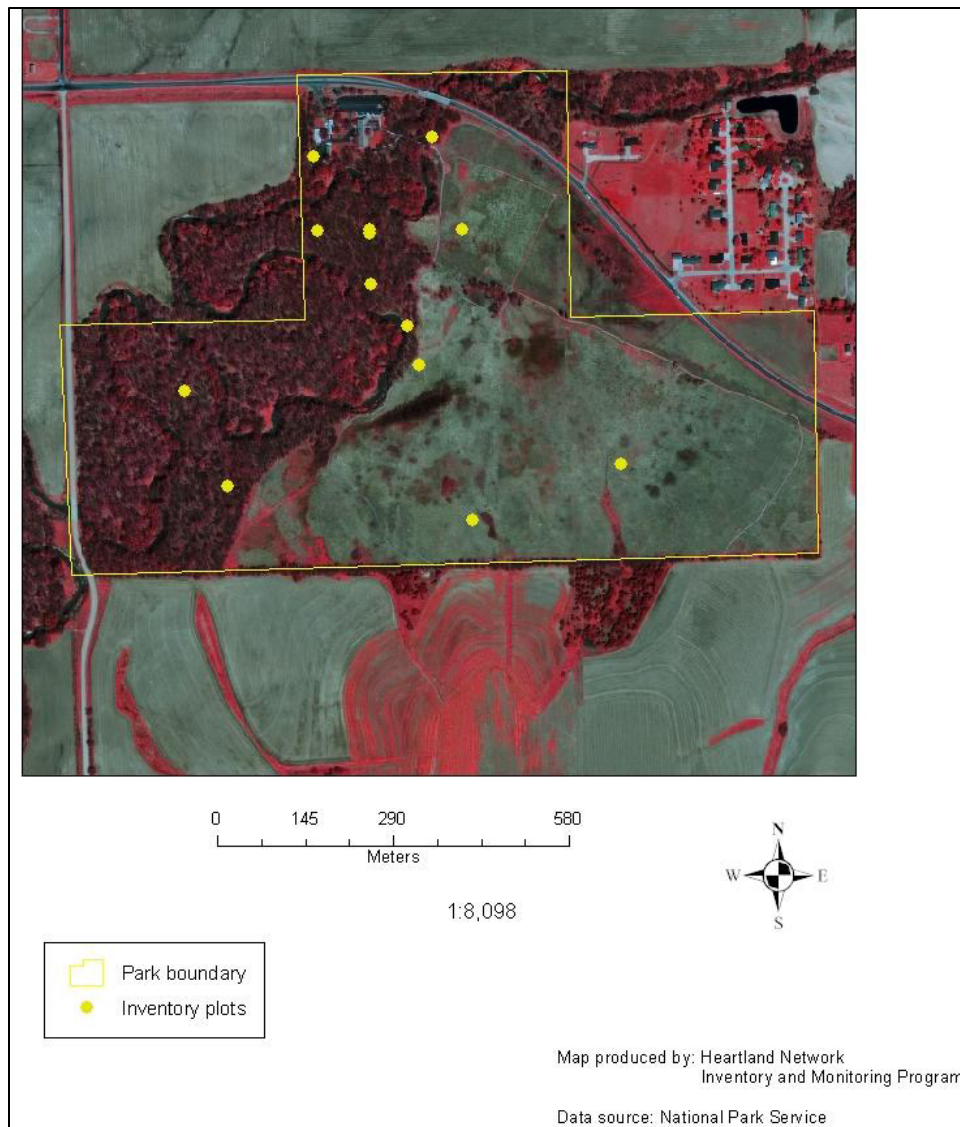 0 145 290 580
Meters
N
W E
S
1:8,098
Park boundary
Inventory plots
Map produced by: Heartland Network
Inventory and Monitoring Program
Data source: National Park Service